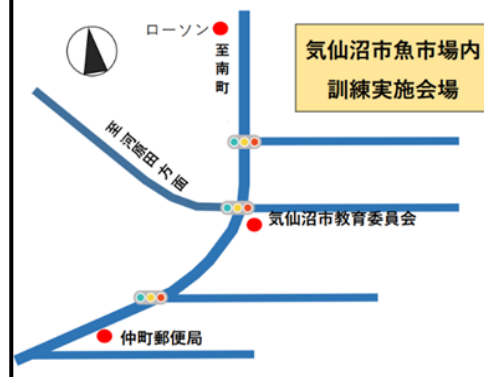 ローソン
至南町
気仙沼市魚市場内
訓練実施会場
至河原田方面
気仙沼市教育委員会
仲町郵便局